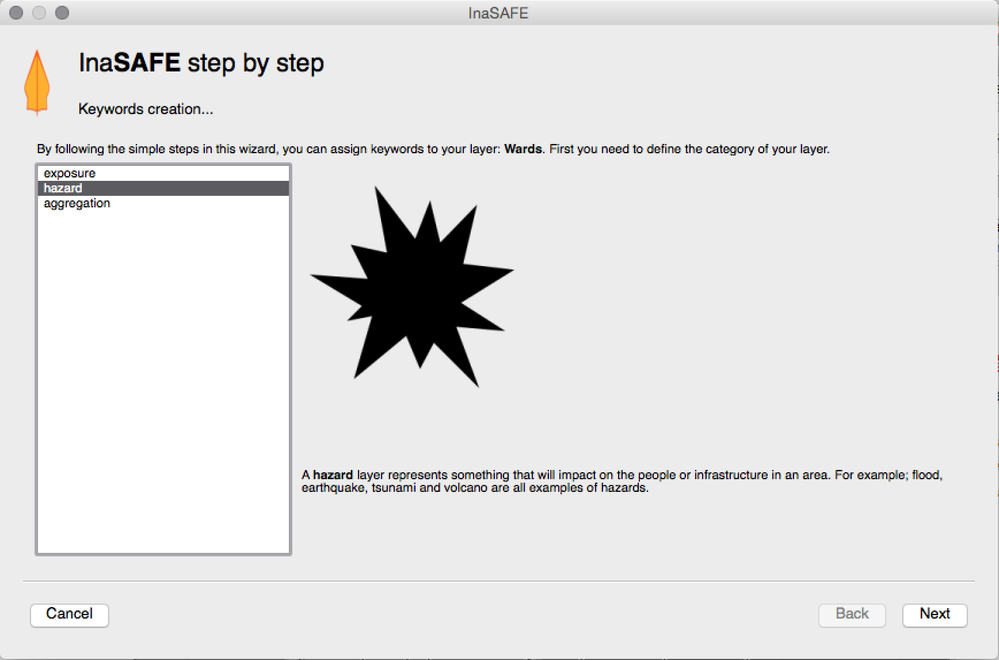 InaSAFE
InaSAFE step by step
Keywords creation...
By following the simple steps in this wizard, you can assign keywords to your layer: Wards. First you need to define the category of your layer.
exposure
hazard
aggregation
A hazard layer represents something that will impact on the people or infrastructure in an area. For example; flood,
earthquake, tsunami and volcano are all examples of hazards.
Cancel
Back
Next